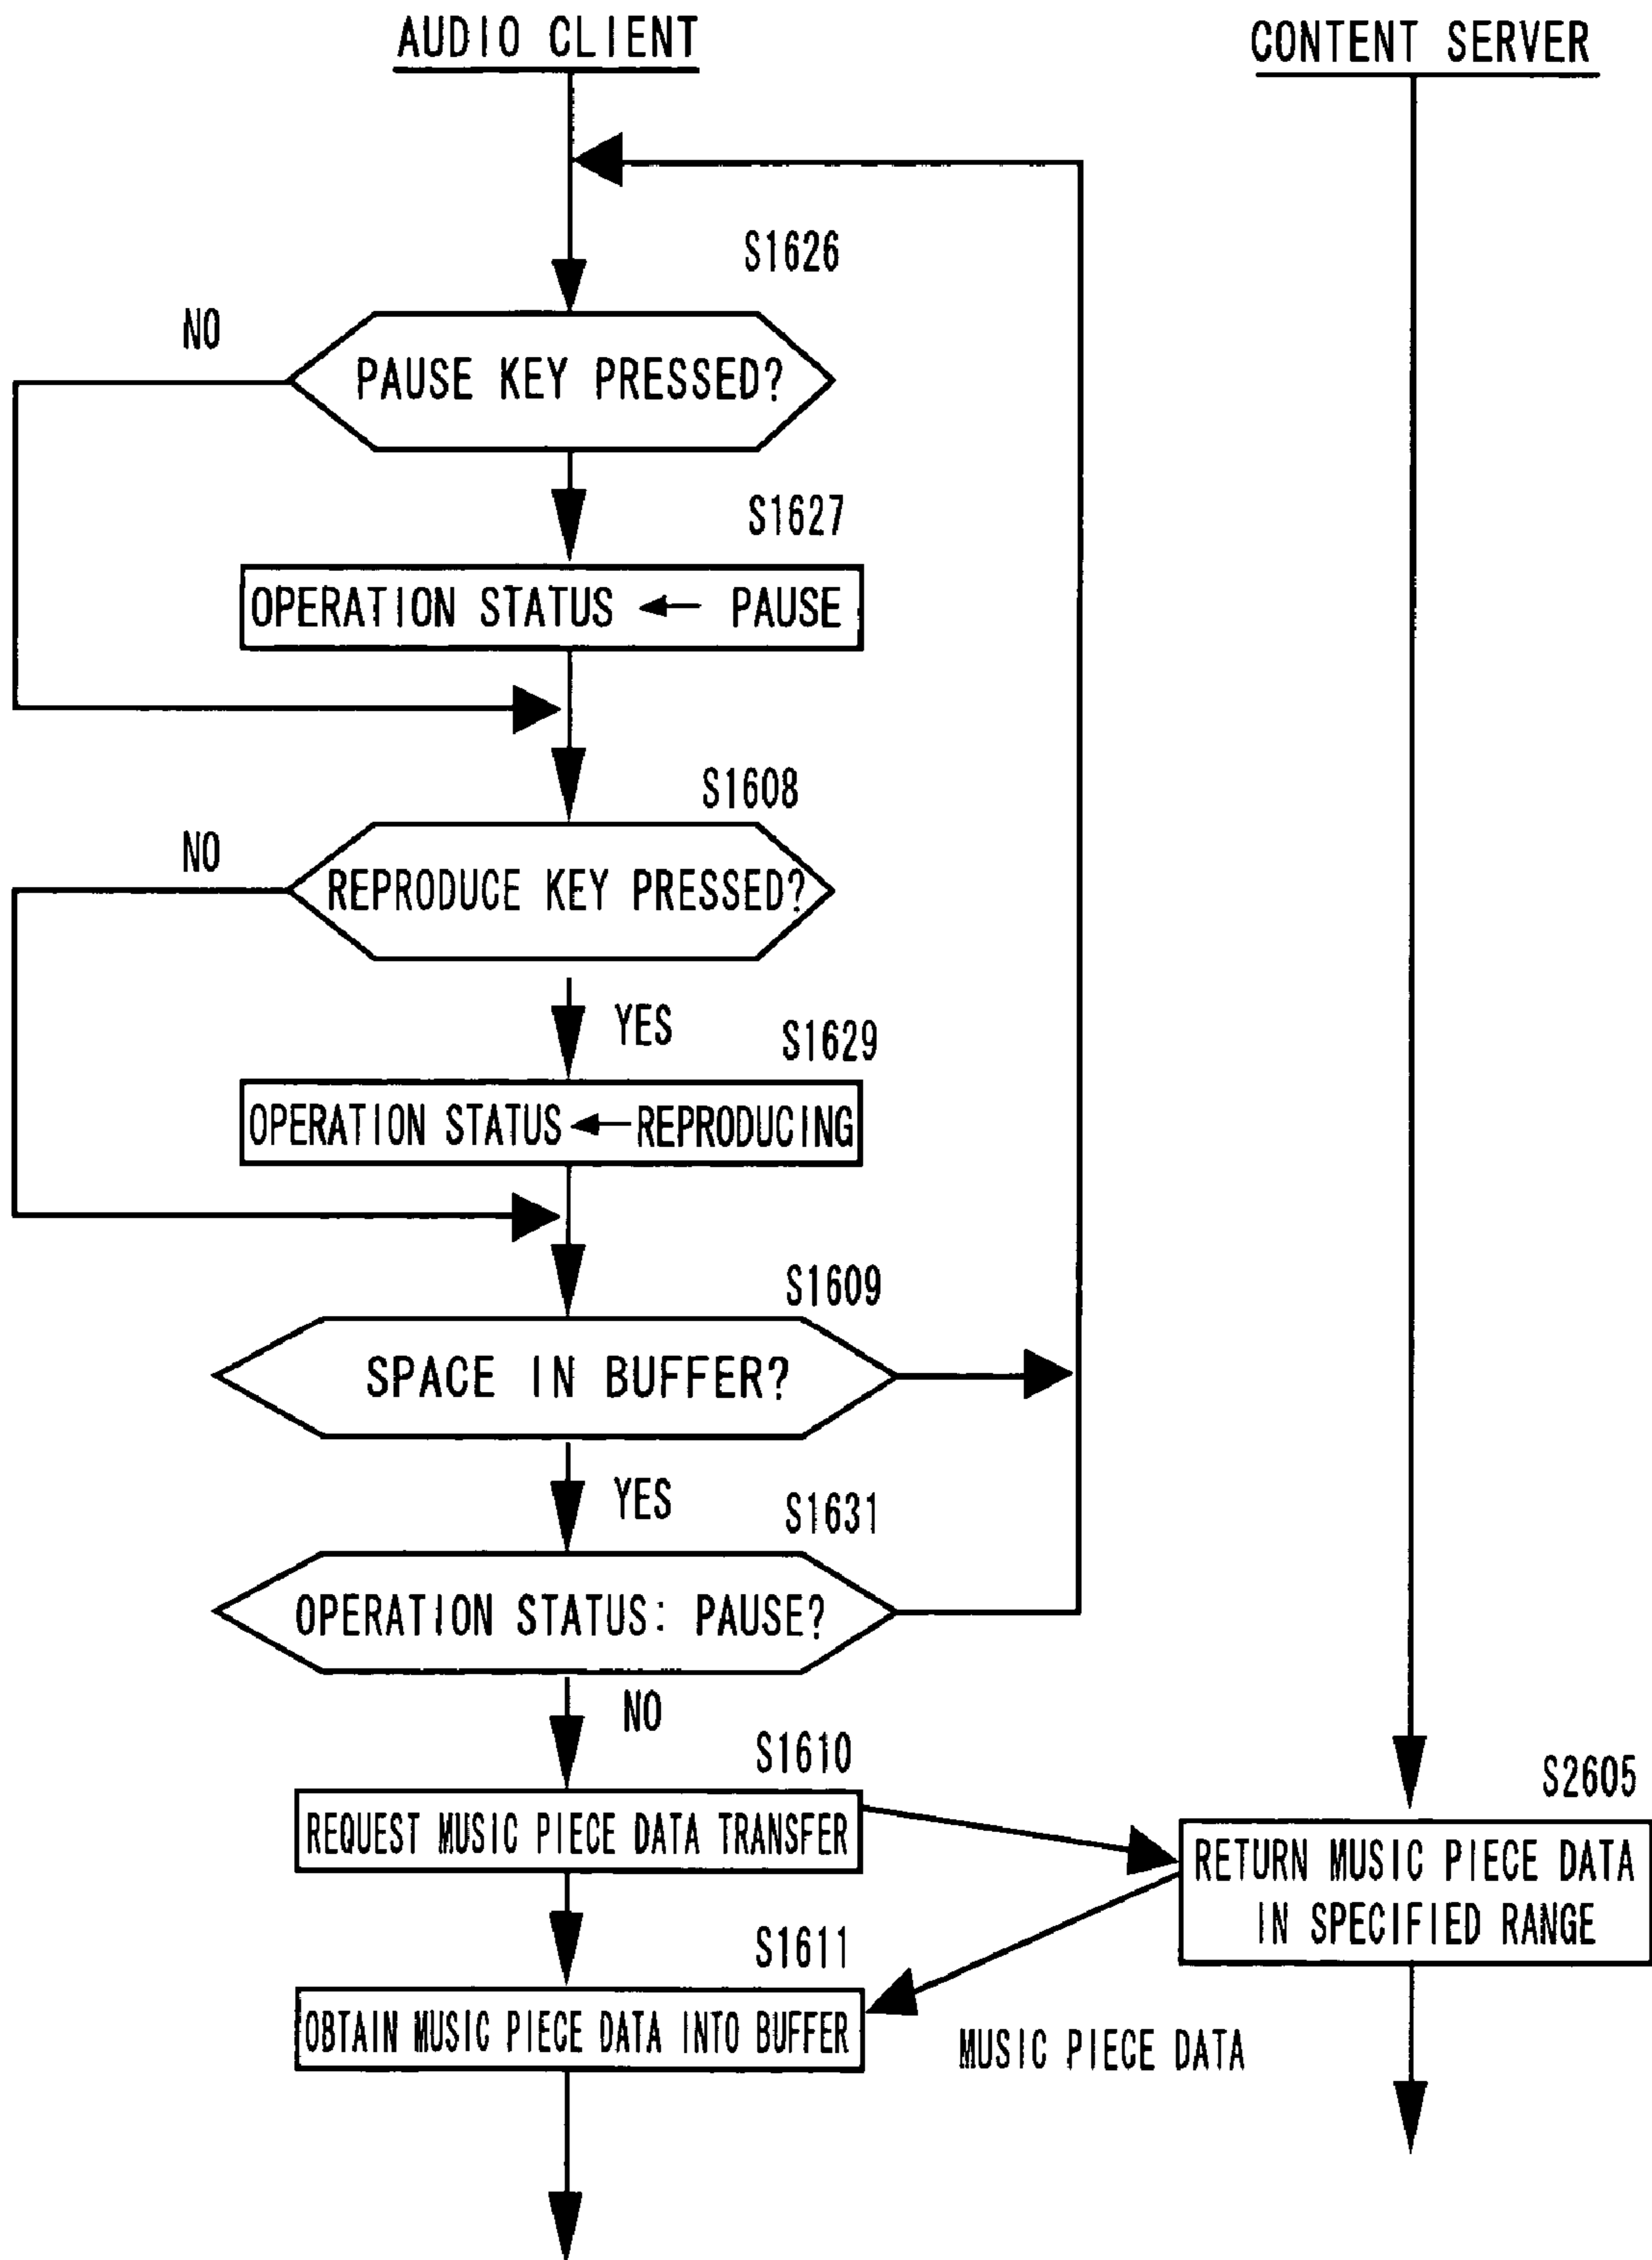 AUDIO CLIENT
CONTENT SERVER
S1626
NO
PAUSE KEY PRESSED?
S1627
OPERATION STATUS ← PAUSE
S1608
NO
REPRODUCE KEY PRESSED?
YES
S1629
OPERATION STATUS ← REPRODUCING
S1609
SPACE IN BUFFER?
YES
S1631
OPERATION STATUS: PAUSE?
NO
S1610
REQUEST MUSIC PIECE DATA TRANSFER
S2605
RETURN MUSIC PIECE DATA
IN SPECIFIED RANGE
S1611
OBTAIN MUSIC PIECE DATA INTO BUFFER
MUSIC PIECE DATA